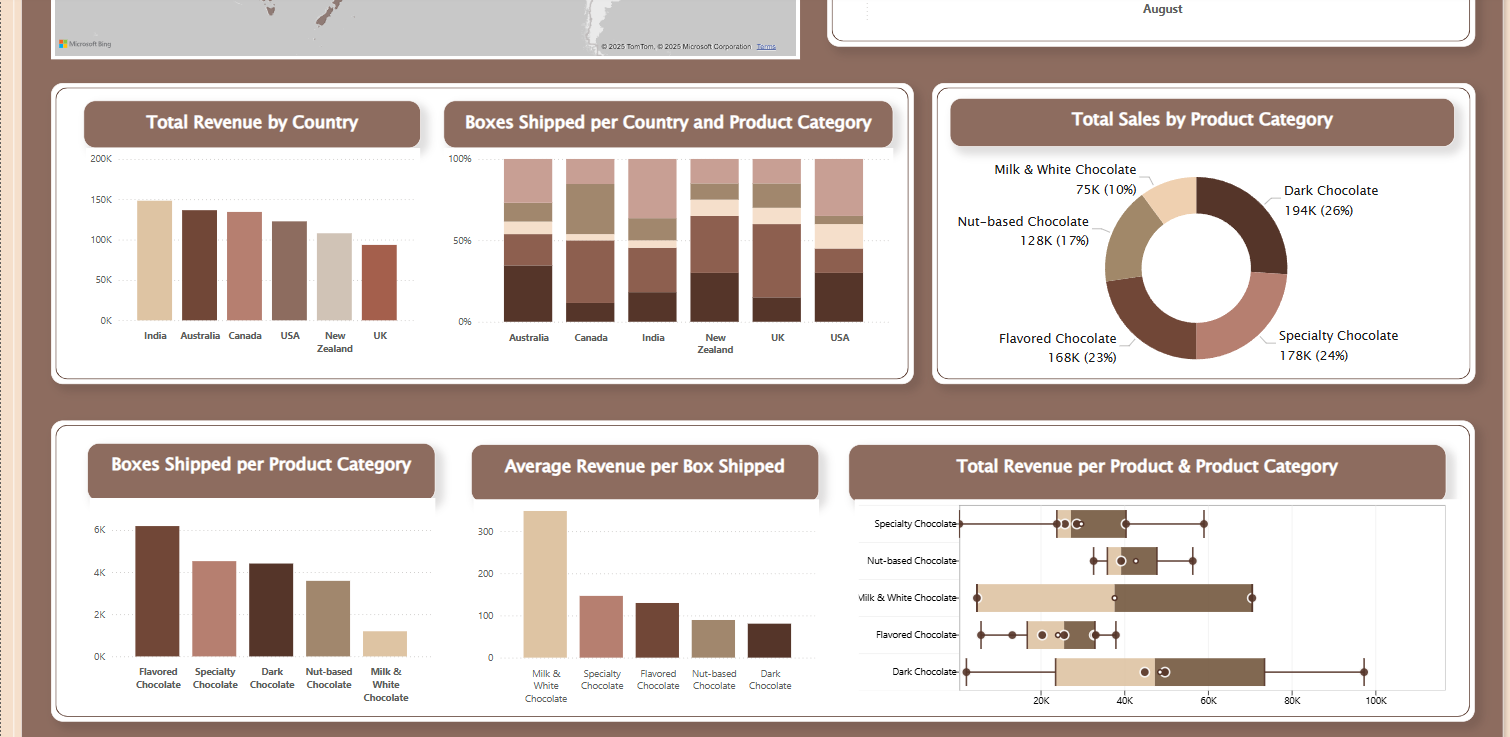 August
Microsoft Bing
© 2025 TomTom, © 2025 Microsoft Corporation Terms
Total Revenue by Country
200K
150K
100K
50K
0K
India
Australia
Canada
USA
New
Zealand
UK
Boxes Shipped per Country and Product Category
100%
50%
0%
Australia
Canada
India
New
Zealand
UK
USA
Total Sales by Product Category
Milk & White Chocolate
75K (10%)
Dark Chocolate
194K (26%)
Nut-based Chocolate
128K (17%)
Flavored Chocolate
168K (23%)
Specialty Chocolate
178K (24%)
Boxes Shipped per Product Category
6K
4K
2K
0K
Flavored
Chocolate
Specialty
Chocolate
Dark
Chocolate
Nut-based
Chocolate
Milk &
White
Chocolate
Average Revenue per Box Shipped
300
200
100
0
Milk &
White
Chocolate
Specialty
Chocolate
Flavored
Chocolate
Nut-based
Chocolate
Dark
Chocolate
Total Revenue per Product & Product Category
Specialty Chocolate
Nut-based Chocolate
Milk & White Chocolate
Flavored Chocolate
Dark Chocolate
20K
40K
60K
80K
100K